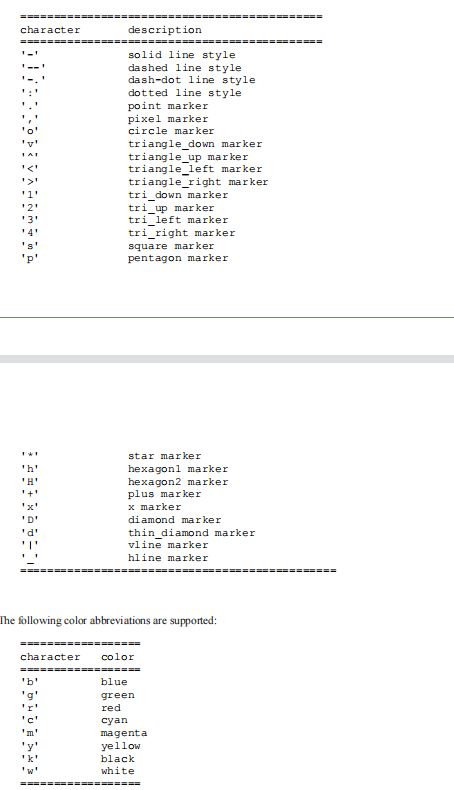 =============================================
character description
=============================================
'-' solid line style
'--' dashed line style
'-.' dash-dot line style
':' dotted line style
'.' point marker
',' pixel marker
'o' circle marker
'v' triangle_down marker
'^' triangle_up marker
'<' triangle_left marker
'>' triangle_right marker
'1' tri_down marker
'2' tri_up marker
'3' tri_left marker
'4' tri_right marker
's' square marker
'p' pentagon marker
'*' star marker
'h' hexagon1 marker
'H' hexagon2 marker
'+' plus marker
'x' x marker
'D' diamond marker
'd' thin_diamond marker
'|' vline marker
'_' hline marker
===============================================
The following color abbreviations are supported:
==================
character color
==================
'b' blue
'g' green
'r' red
'c' cyan
'm' magenta
'y' yellow
'k' black
'w' white
==================